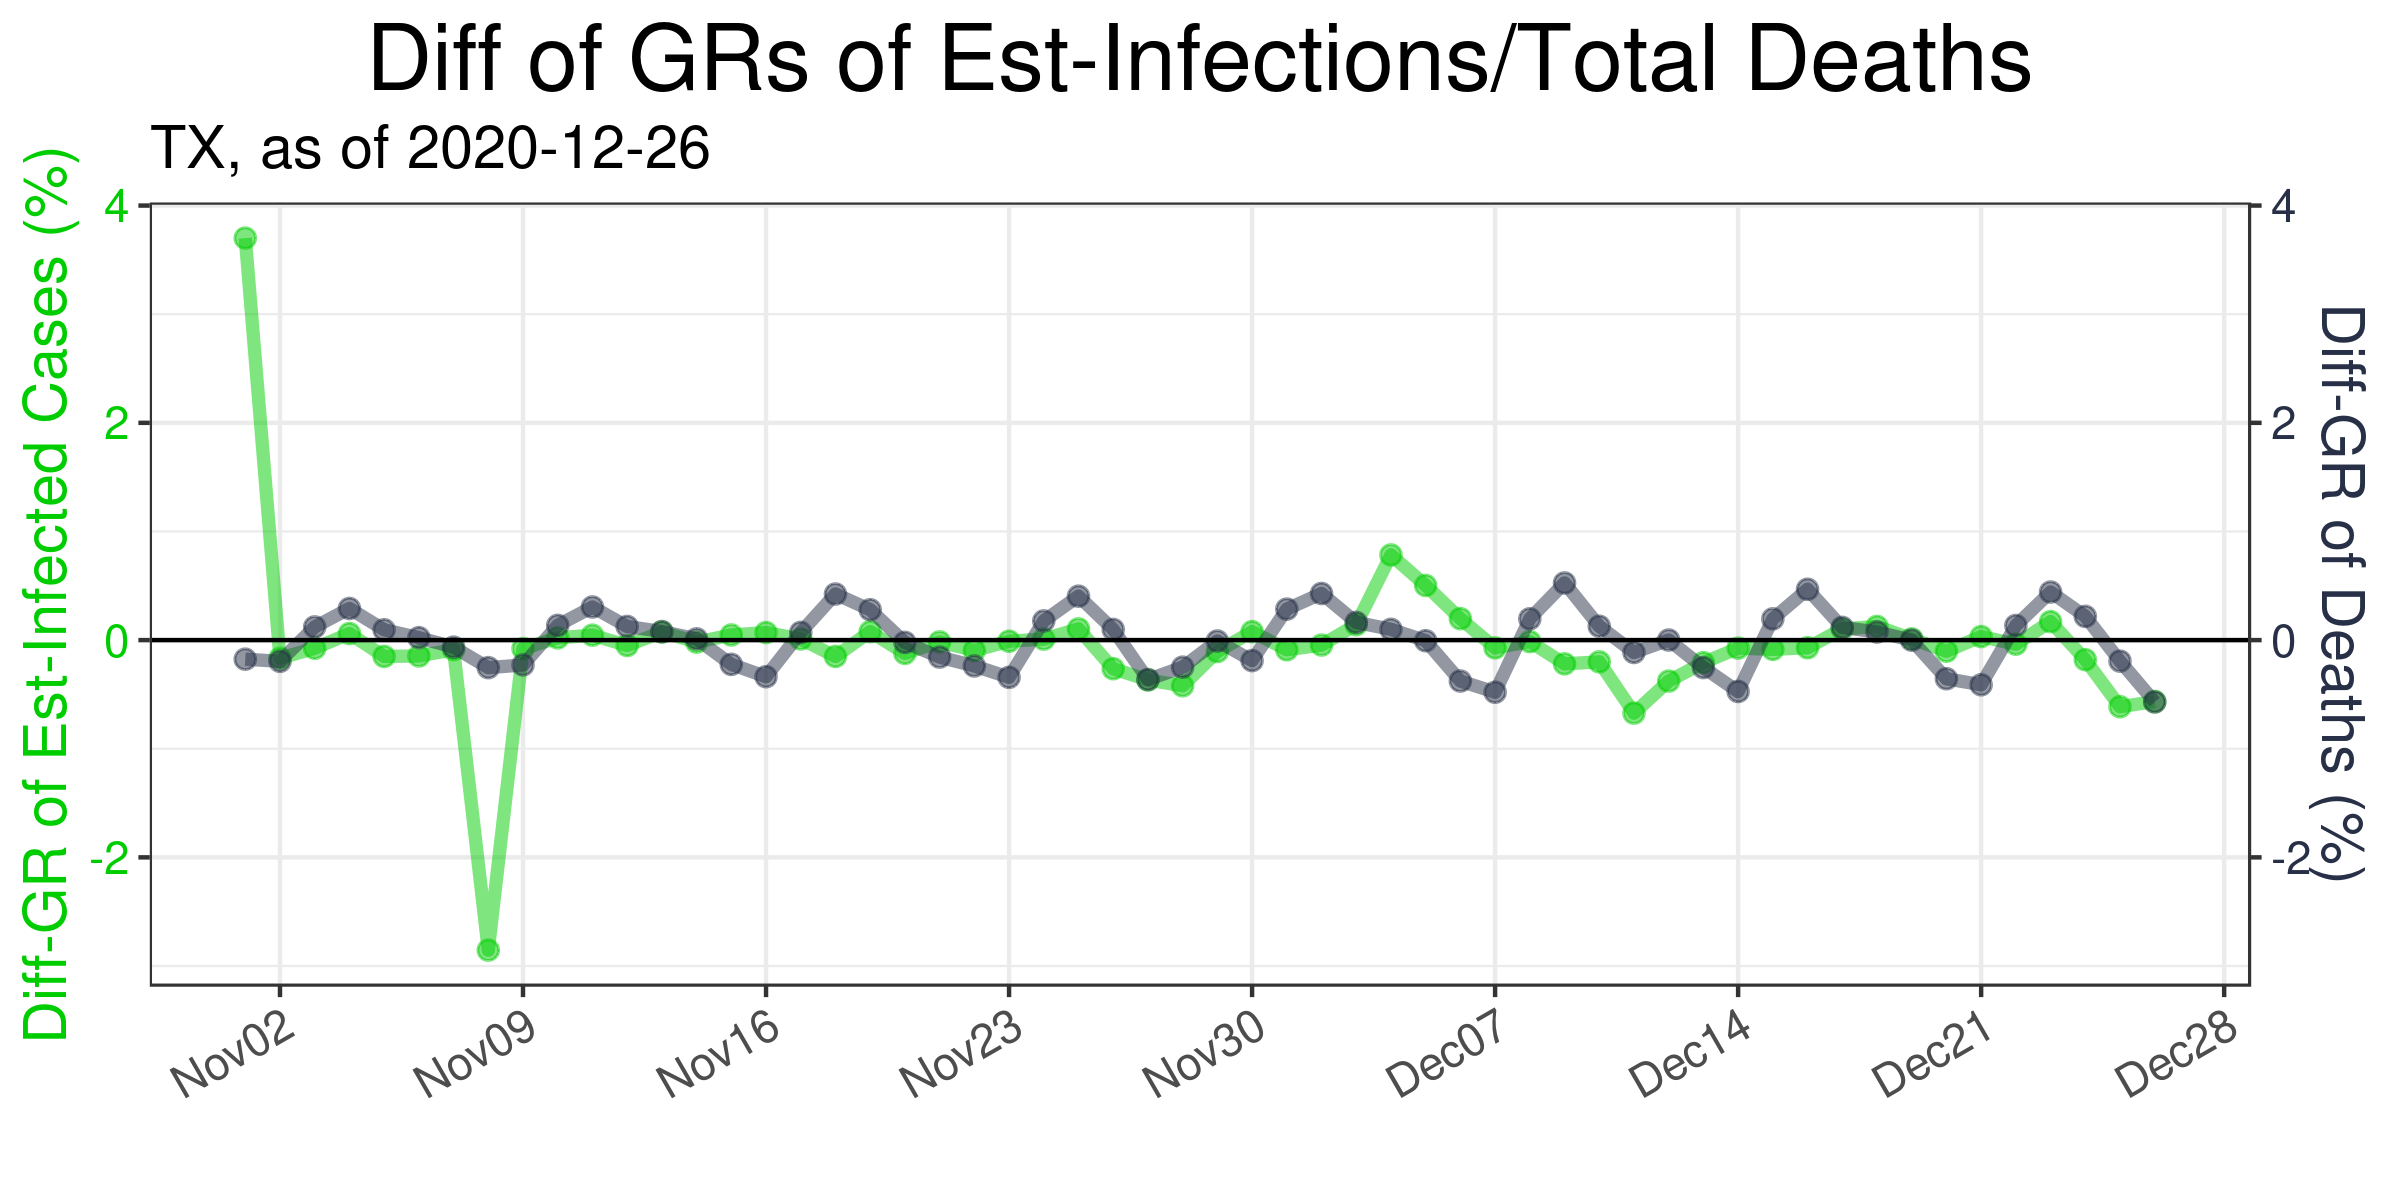 Diff of GRs of Est-Infections/Total Deaths
TX, as of 2020-12-26
Diff-GR of Est-Infected Cases (%)
4
2
0
-2
4
2
0
-2
Diff-GR of Deaths (%)
Nov02
Nov09
Nov16
Nov23
Nov30
Dec07
Dec14
Dec21
Dec28